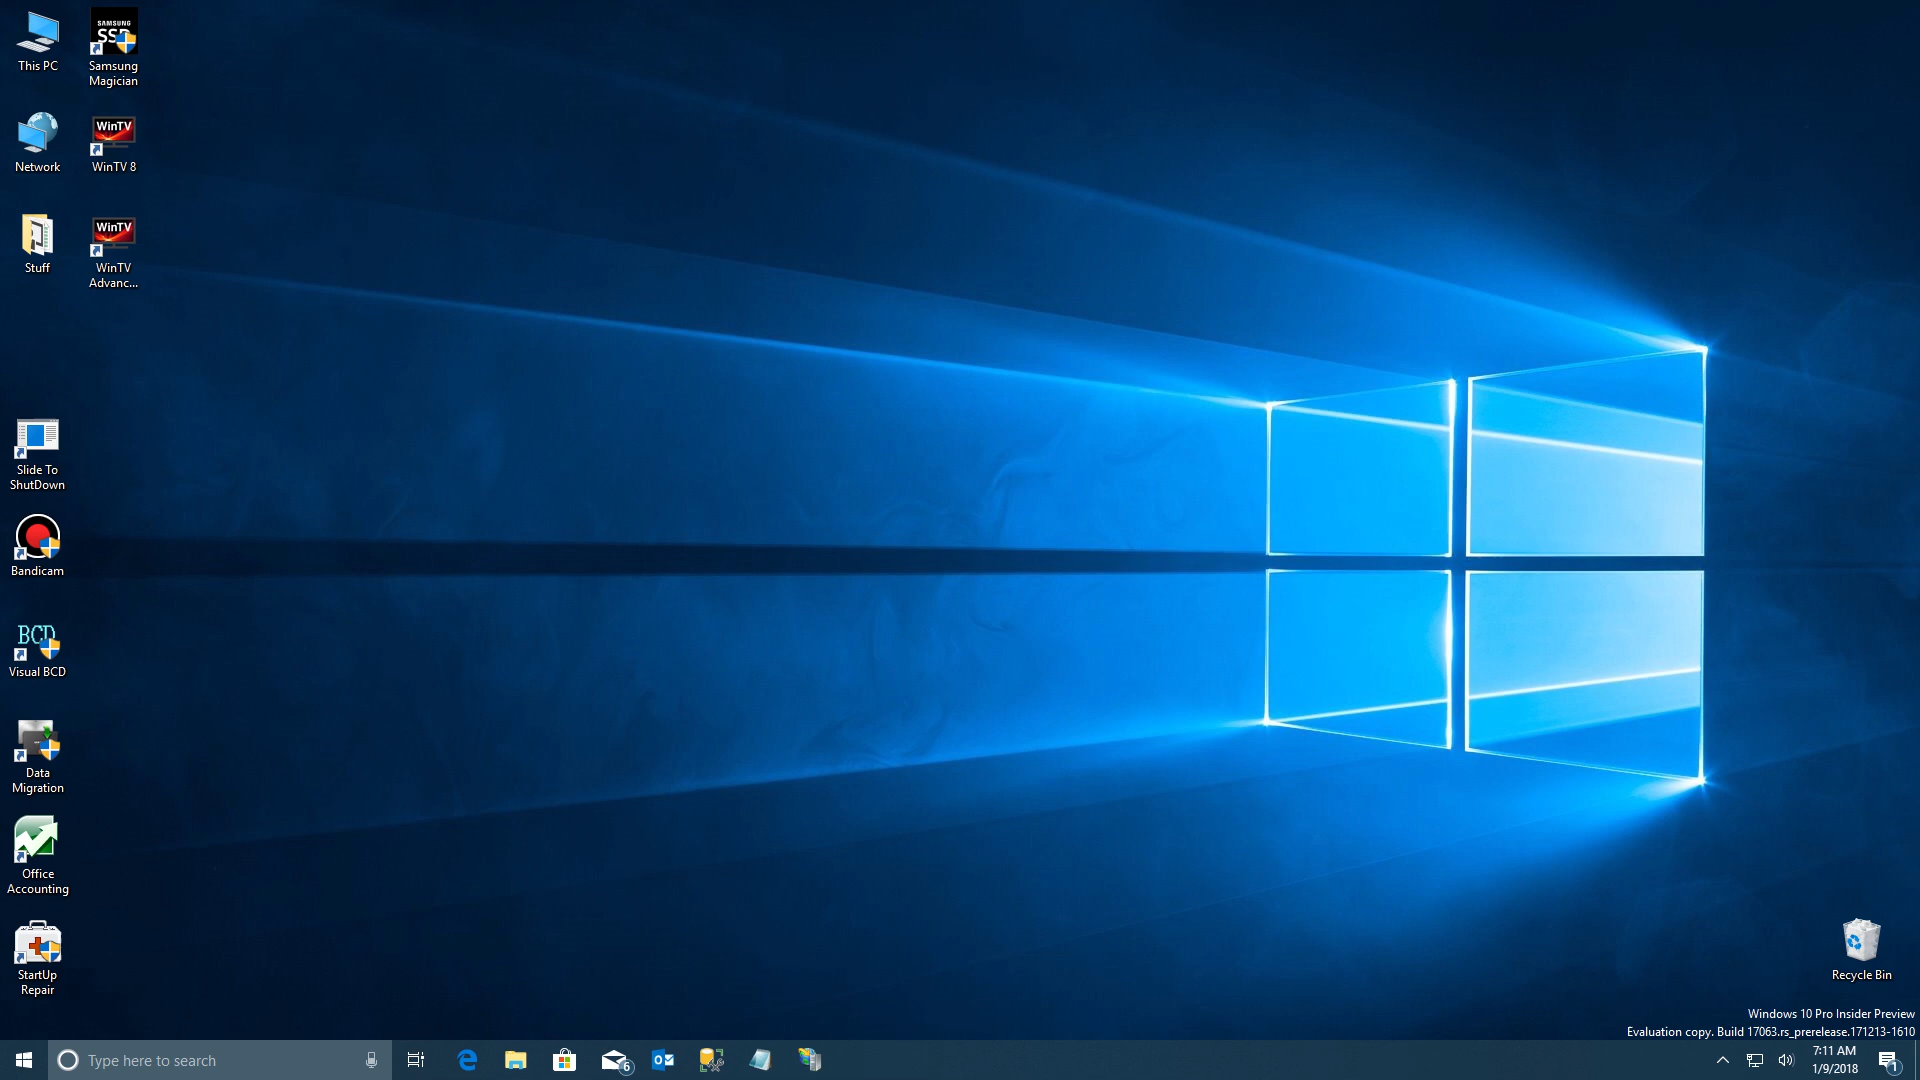 This PC
SAMSUNG
SSD
Samsung
Magician
Network
WinTV
WinTV 8
Stuff
WinTV
WinTV
Advanc...
Slide To
ShutDown
Bandicam
BCD
Visual BCD
Data
Migration
Office
Accounting
StartUp
Repair
Recycle Bin
Windows 10 Pro Insider Preview
Evaluation copy. Build 17063.rs_prerelease.171213-1610
Type here to search
6
7:11 AM
1/9/2018
1